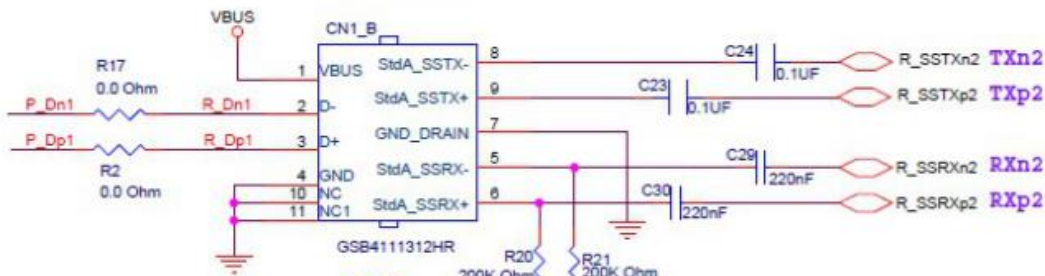 VBUS
CN1_B
R17
0.0 Ohm
P_Dn1
R_Dn1
P_Dp1
R_Dp1
R2
0.0 Ohm
1
2
3
4
10
11
VBUS
D-
D+
GND
NC
NC1
StdA_SSTX-
StdA_SSTX+
GND_DRAIN
StdA_SSRX-
StdA_SSRX+
8
9
7
5
6
GSB4111312HR
C24
0.1UF
R_SSTXn2 TXn2
C23
0.1UF
R_SSTXp2 TXp2
C29
220nF
R_SSRXn2 RXn2
C30
220nF
R_SSRXp2 RXp2
R20
200K Ohm
R21
200K Ohm